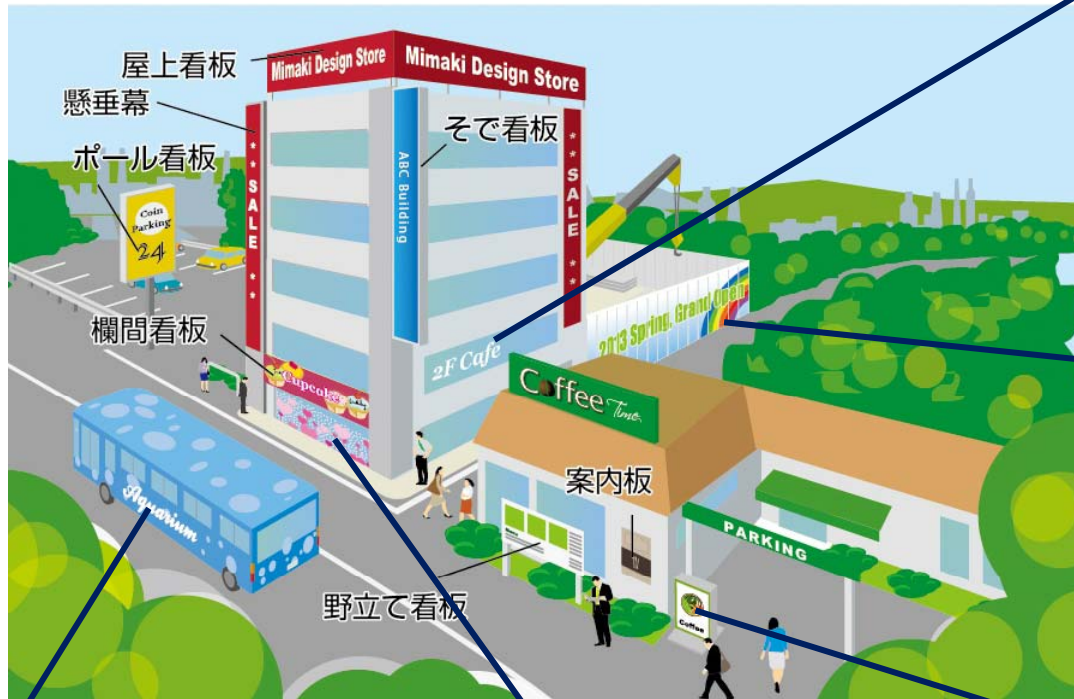 屋上看板
Mimaki Design Store
Mimaki Design Store
懸垂幕
そで看板
ポール看板
**SALE**
ABC Building
**SALE**
Coin
Parking
24
2013 Spring, Grand Open
欄間看板
2F Cafe
Cupcakes
Coffee Time
案内板
Aquarium
PARKING
野立て看板
Coffee